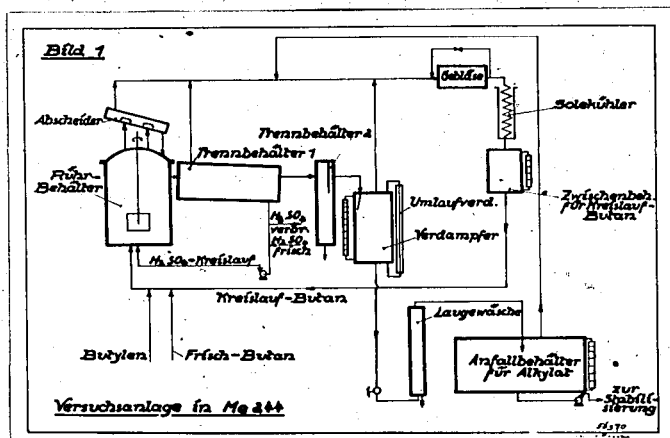 Bild 1
Gebläse
Abscheider
Solekühler
Trennbehälter 2
Trennbehälter 1
Rühr-
Behälter
H₂SO₄
verbr.
H₂SO₄
frisch
Umlaufverd.
Verdampfer
Zwischenbeh.
für Kreislauf-
Butan
H₂SO₄-Kreislauf
Kreislauf-Butan
Laugewäsche
Butylen
Frisch-Butan
Anfallbehälter
für Alkylat
zur
Stabili-
sierung
Versuchsanlage in Me 244